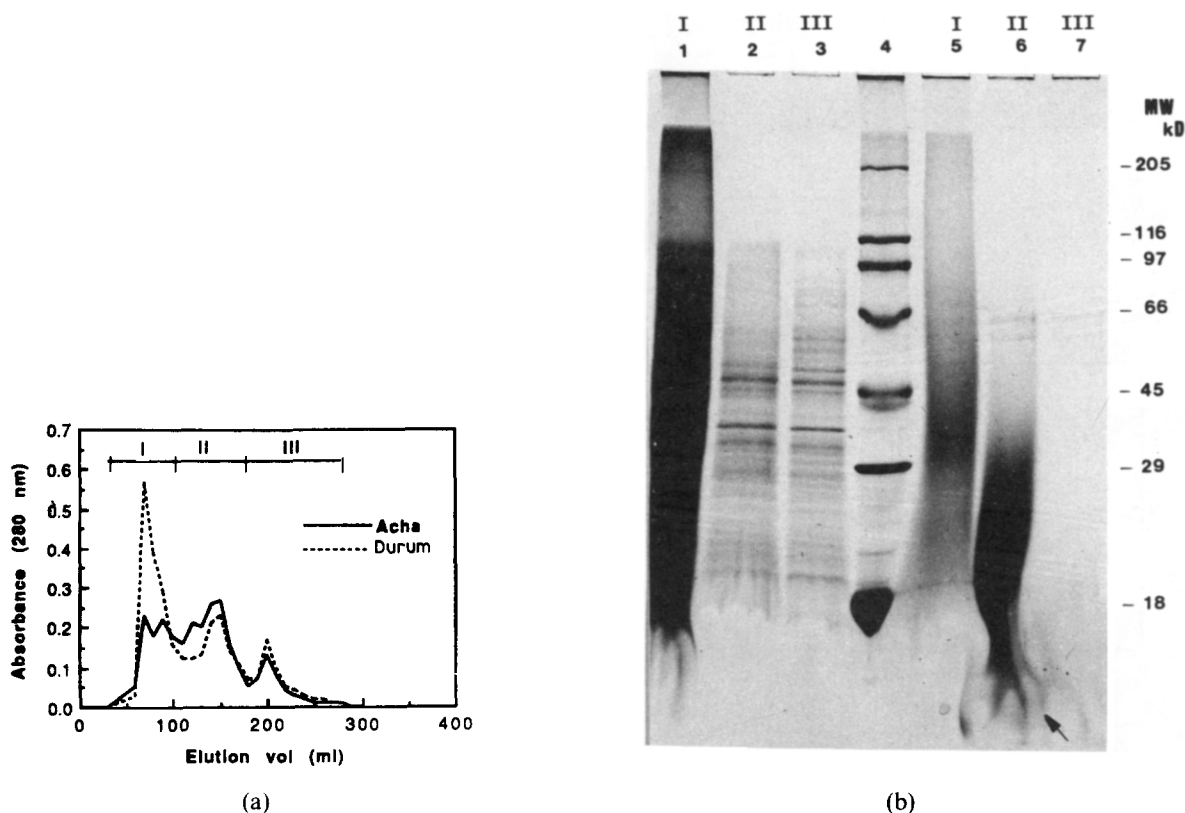 I II III I II III
1 2 3 4 5 6 7
MW
kD
- 205
- 116
- 97
- 66
- 45
- 29
- 18
0.7
0.6
0.5
0.4
0.3
0.2
0.1
0.0
Absorbance (280 nm)
I II III
Acha
Durum
0 100 200 300 400
Elution vol (ml)
(a) (b)